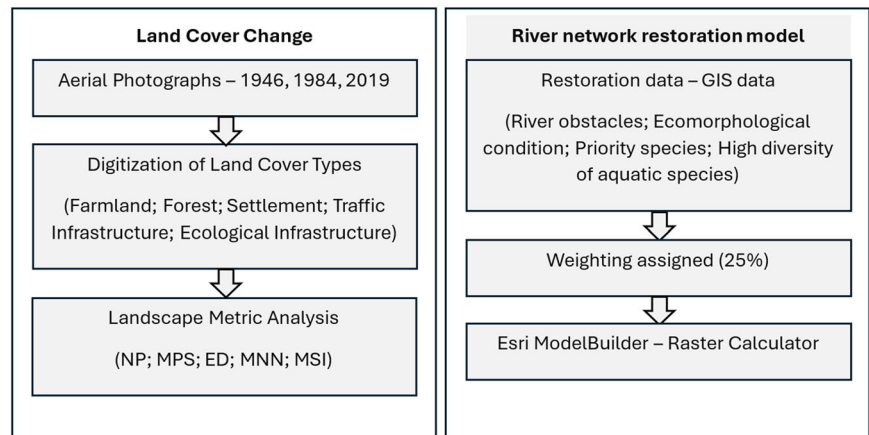 Land Cover Change
Aerial Photographs – 1946, 1984, 2019
Digitization of Land Cover Types
(Farmland; Forest; Settlement; Traffic
Infrastructure; Ecological Infrastructure)
Landscape Metric Analysis
(NP; MPS; ED; MNN; MSI)
River network restoration model
Restoration data – GIS data
(River obstacles; Ecomorphological
condition; Priority species; High diversity
of aquatic species)
Weighting assigned (25%)
Esri ModelBuilder – Raster Calculator